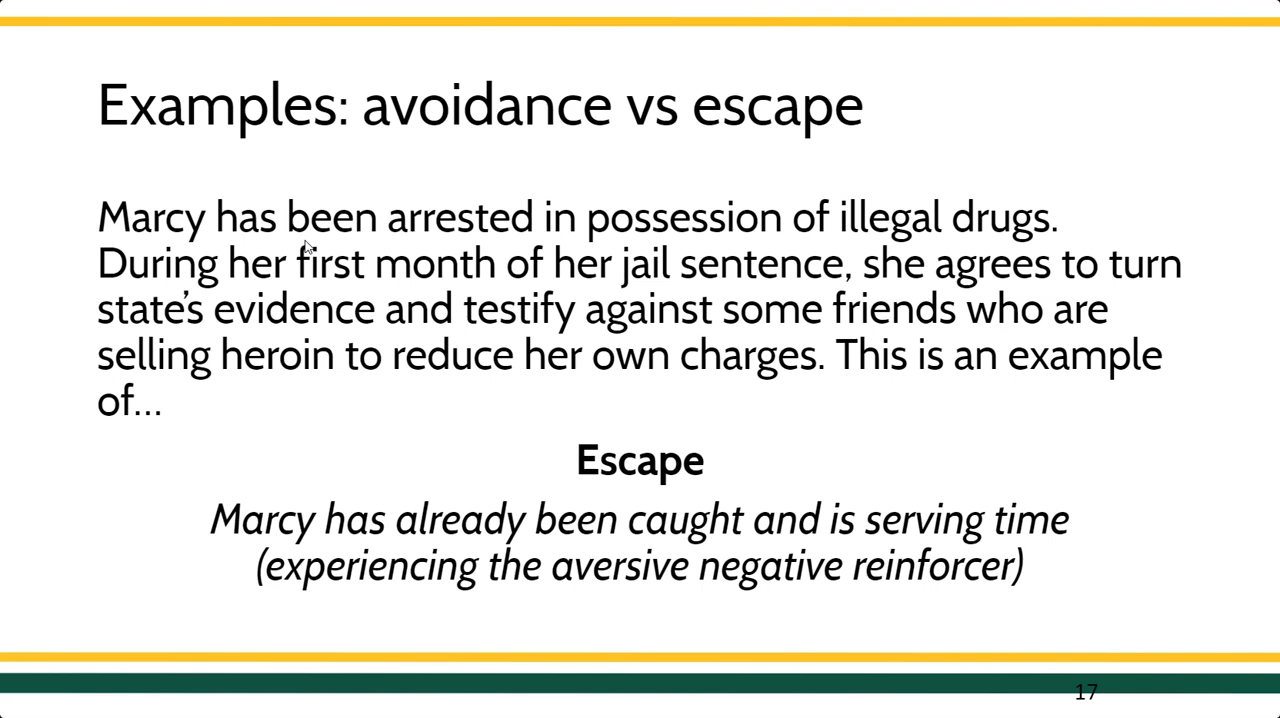 Examples: avoidance vs escape
Marcy has been arrested in possession of illegal drugs.
During her first month of her jail sentence, she agrees to turn
state’s evidence and testify against some friends who are
selling heroin to reduce her own charges. This is an example
of...
Escape
Marcy has already been caught and is serving time
(experiencing the aversive negative reinforcer)
17